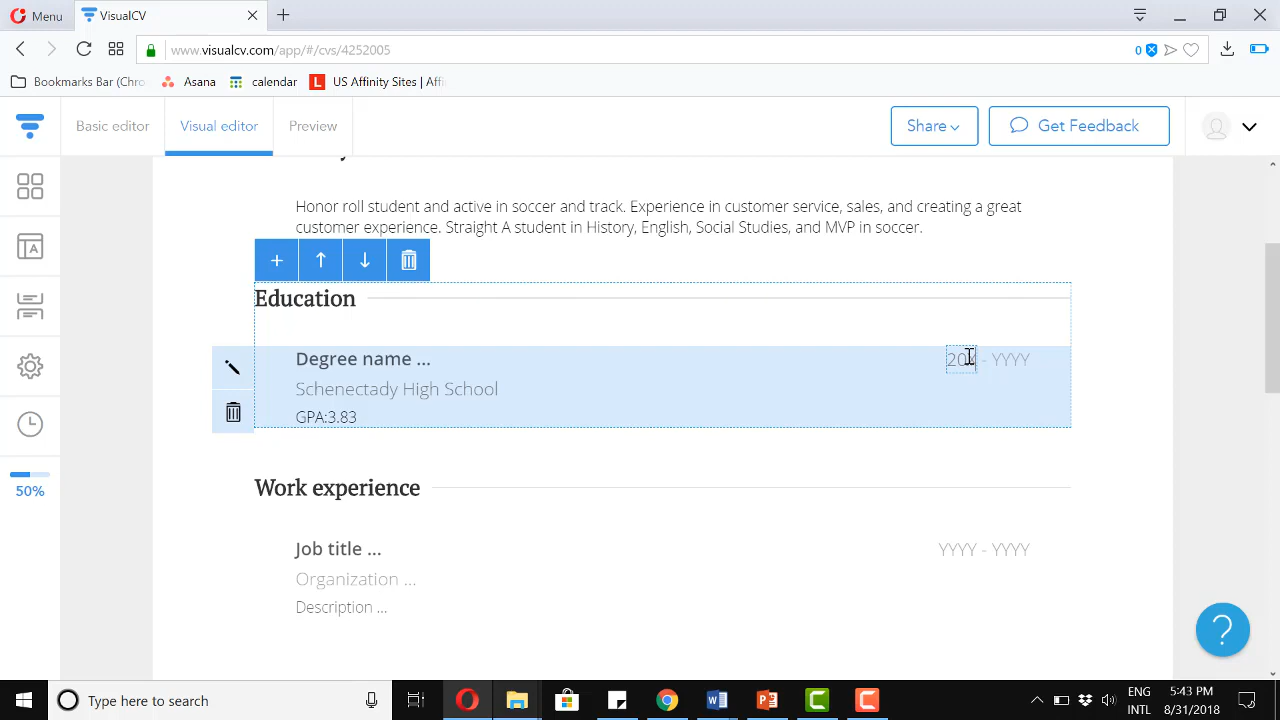 Menu
VisualCV
www.visualcv.com/app/#/cvs/4252005
0
Bookmarks Bar (Chro
Asana
calendar
US Affinity Sites | Affi
Basic editor
Visual editor
Preview
Share
Get Feedback
Honor roll student and active in soccer and track. Experience in customer service, sales, and creating a great
customer experience. Straight A student in History, English, Social Studies, and MVP in soccer.
Education
Degree name ...
- YYYY
Schenectady High School
GPA:3.83
50%
Work experience
Job title ...
YYYY - YYYY
Organization ...
Description ...
?
Type here to search
ENG
INTL
5:43 PM
8/31/2018